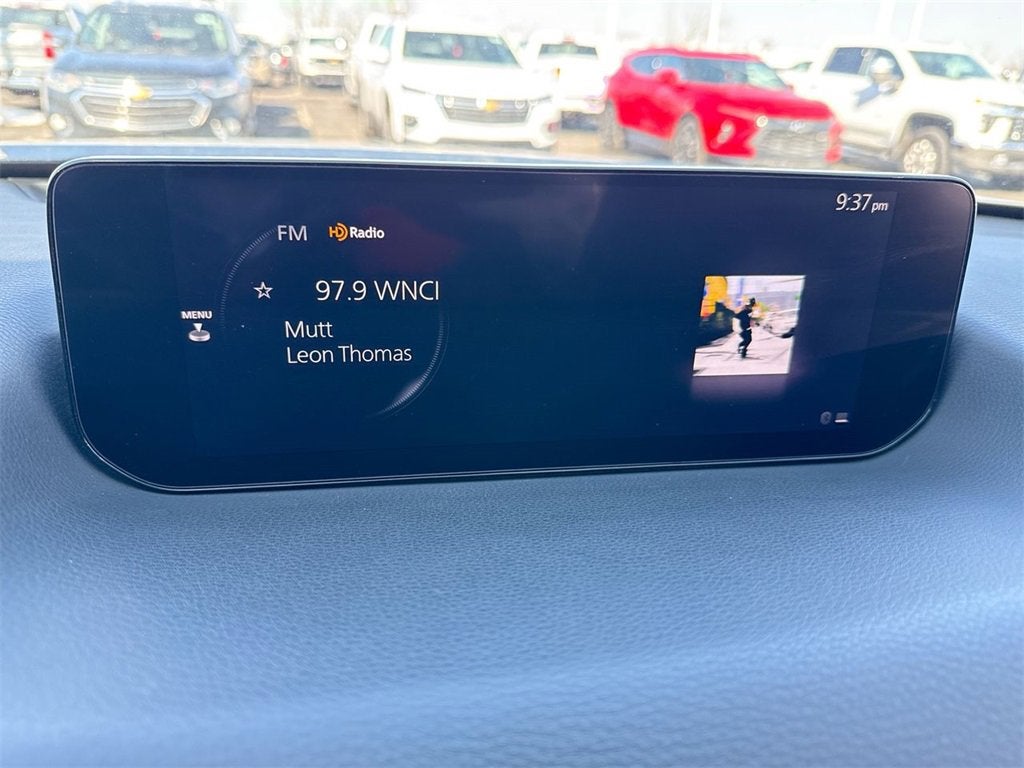 9:37 pm
FM HD Radio
97.9 WNCI
MENU
Mutt
Leon Thomas